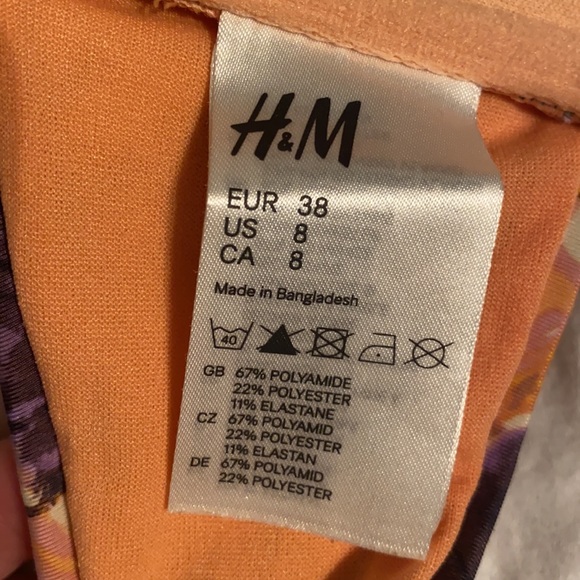 H&M
EUR 38
US 8
CA 8
Made in Bangladesh
40
GB 67% POLYAMIDE
22% POLYESTER
11% ELASTANE
CZ 67% POLYAMID
22% POLYESTER
11% ELASTAN
DE 67% POLYAMID
22% POLYESTER